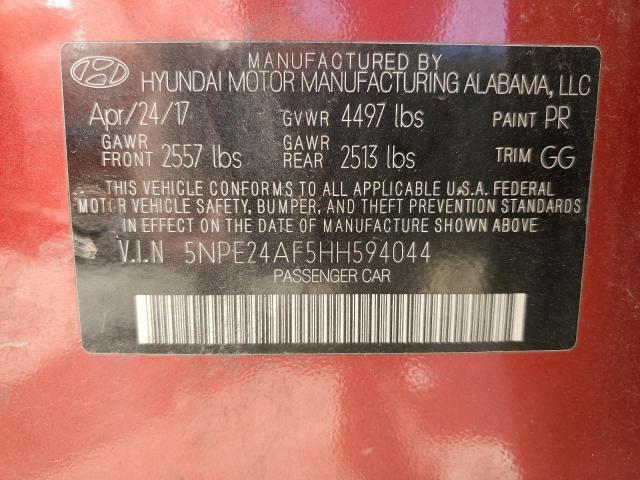 MANUFACTURED BY
HYUNDAI MOTOR MANUFACTURING ALABAMA, LLC
Apr/24/17 GVWR 4497 lbs PAINT PR
GAWR FRONT 2557 lbs GAWR REAR 2513 lbs TRIM GG
THIS VEHICLE CONFORMS TO ALL APPLICABLE U.S.A. FEDERAL
MOTOR VEHICLE SAFETY, BUMPER, AND THEFT PREVENTION STANDARDS
IN EFFECT ON THE DATE OF MANUFACTURE SHOWN ABOVE
V.I.N 5NPE24AF5HH594044
PASSENGER CAR